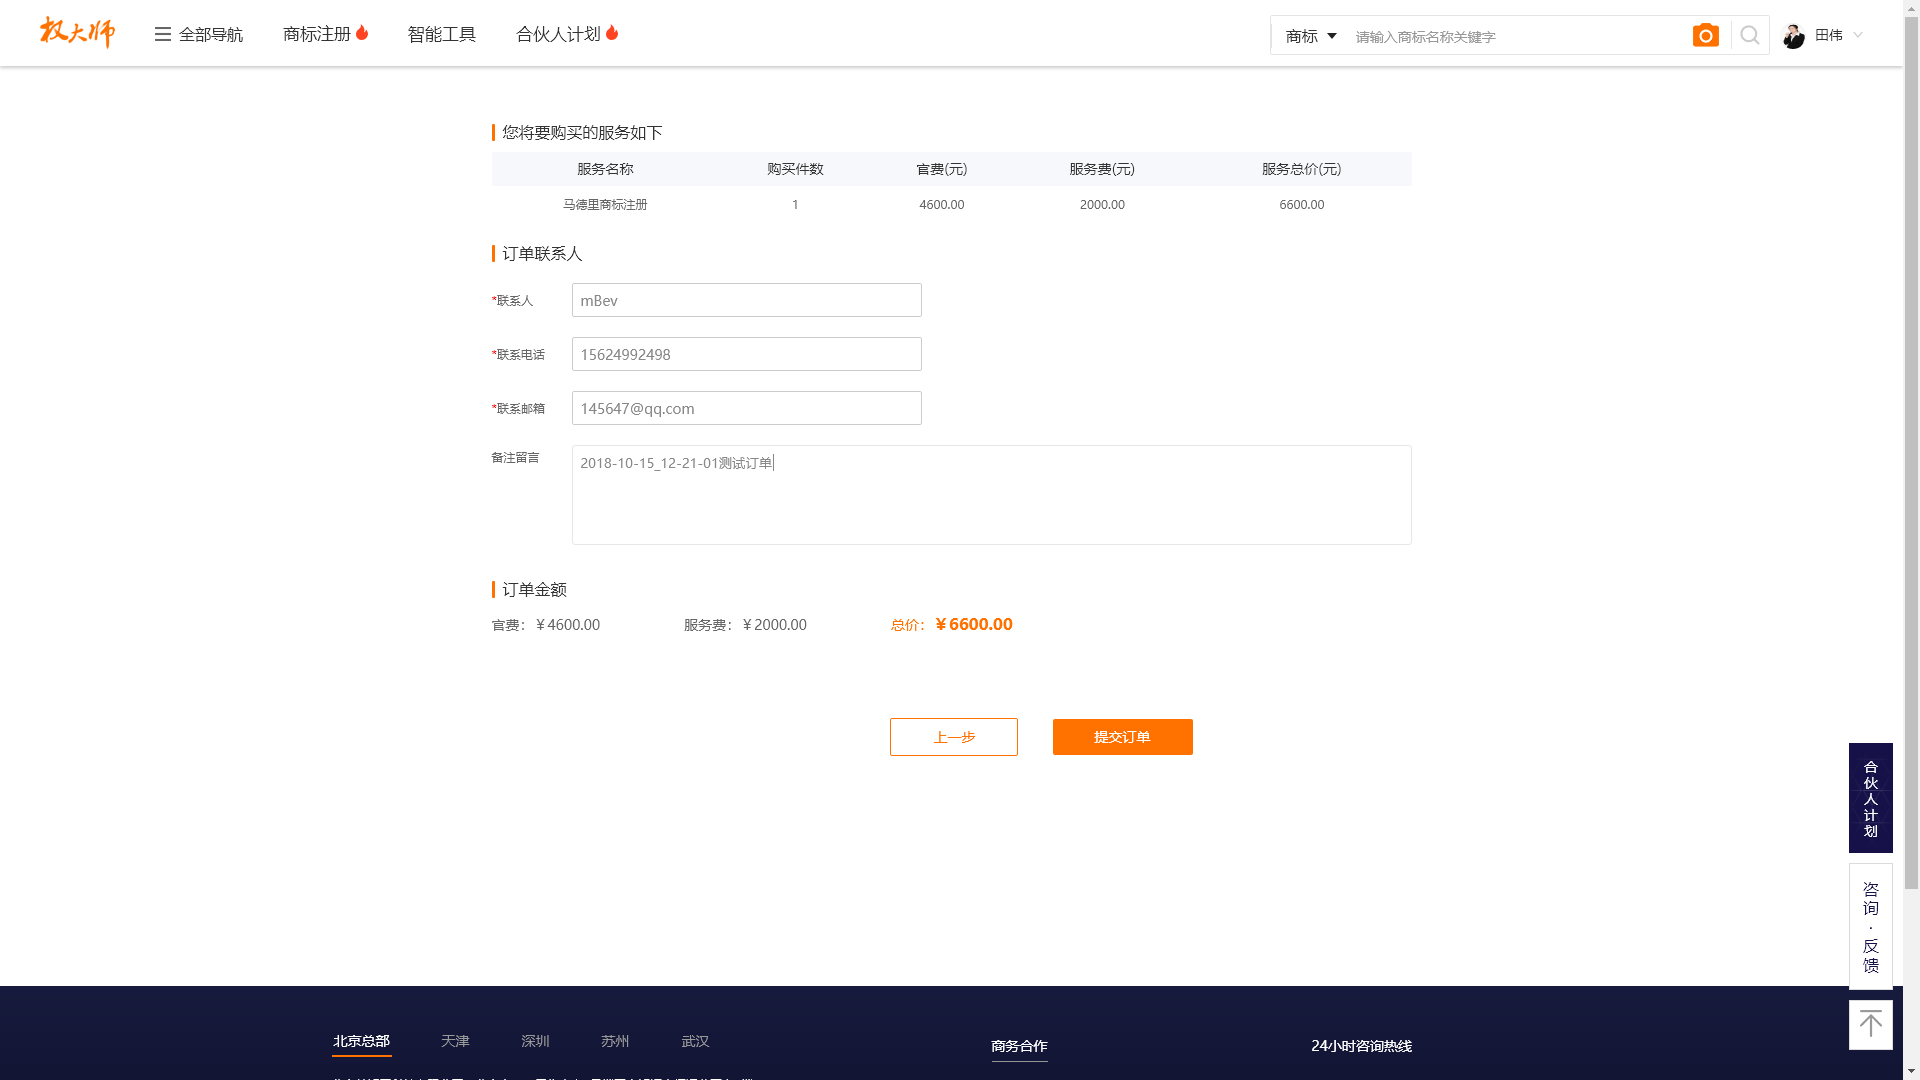 权大师
全部导航
商标注册
智能工具
合伙人计划
商标
请输入商标名称关键字
田伟
您将要购买的服务如下
服务名称 购买件数 官费(元) 服务费(元) 服务总价(元)
马德里商标注册 1 4600.00 2000.00 6600.00
订单联系人
*联系人 mBev
*联系电话 15624992498
*联系邮箱 145647@qq.com
备注留言 2018-10-15_12-21-01测试订单
订单金额
官费：￥4600.00 服务费：￥2000.00 总价：￥6600.00
上一步 提交订单
合伙人计划
咨询·反馈
北京总部 天津 深圳 苏州 武汉
商务合作
24小时咨询热线